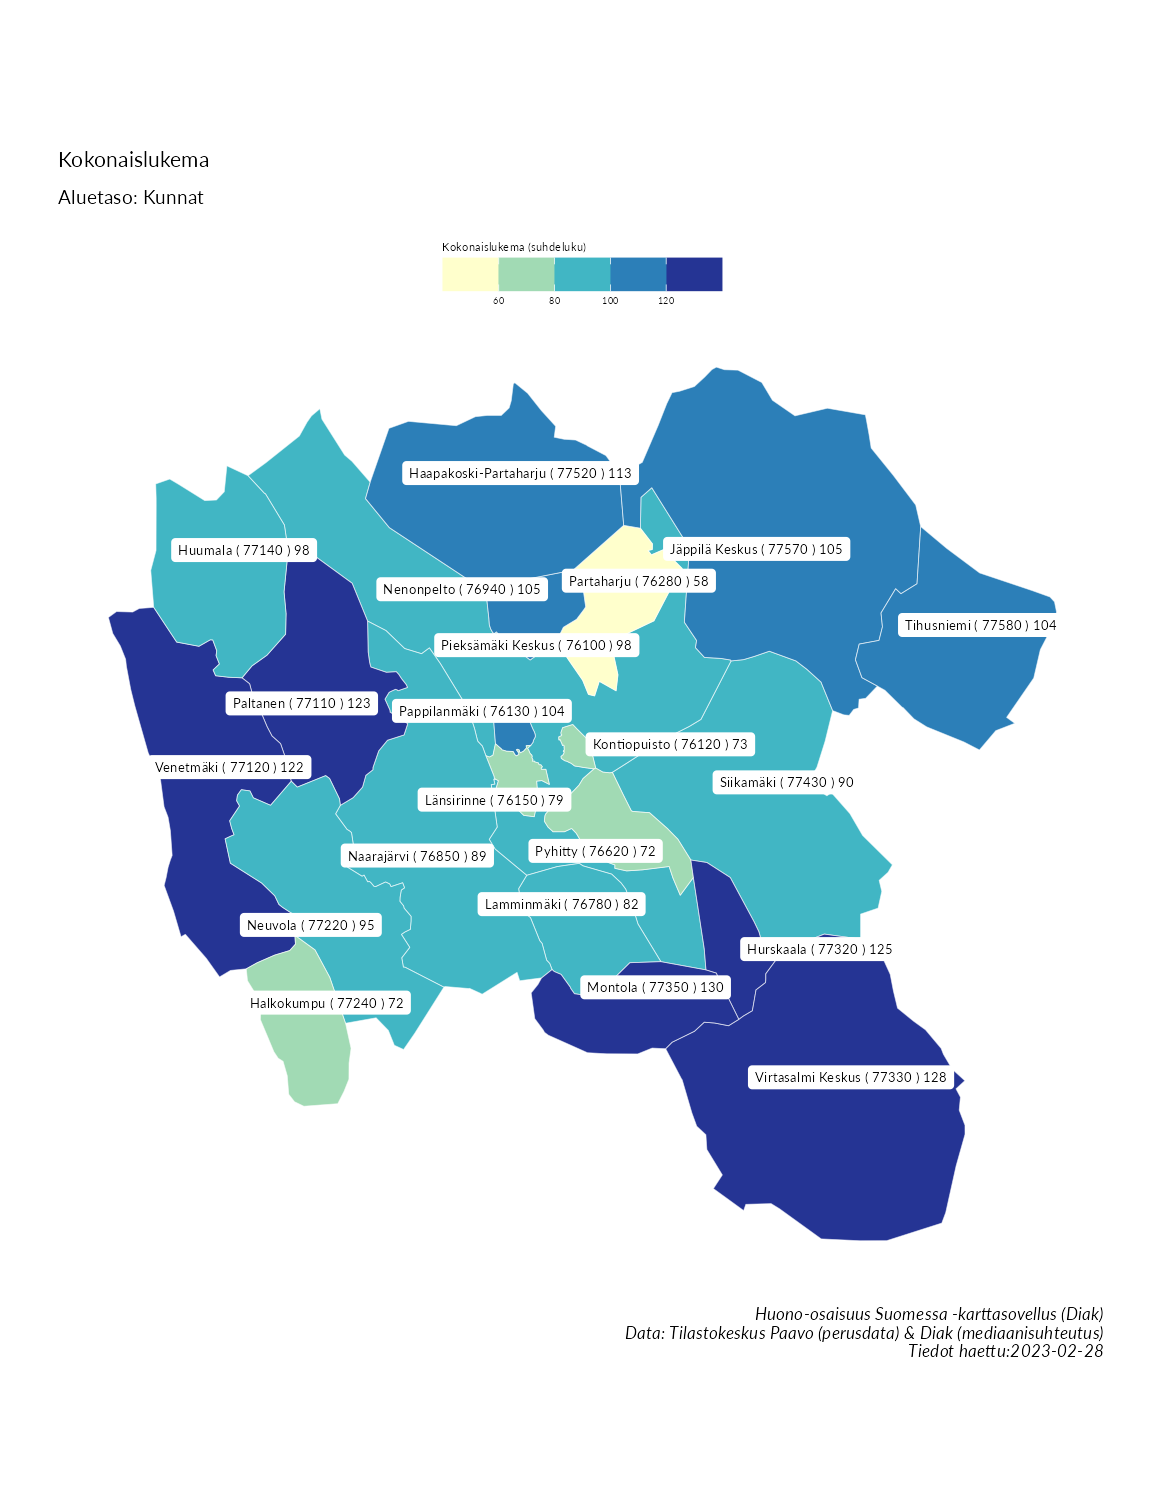 Kokonaislukema
Aluetaso: Kunnat
Kokonaislukema (suhdeluku)
60 80 100 120
Haapakoski-Partaharju ( 77520 ) 113
Huumala ( 77140 ) 98
Jäppilä Keskus ( 77570 ) 105
Partaharju ( 76280 ) 58
Nenonpelto ( 76940 ) 105
Tihusniemi ( 77580 ) 104
Pieksämäki Keskus ( 76100 ) 98
Paltanen ( 77110 ) 123
Pappilanmäki ( 76130 ) 104
Kontiopuisto ( 76120 ) 73
Venetmäki ( 77120 ) 122
Siikamäki ( 77430 ) 90
Länsirinne ( 76150 ) 79
Pyhitty ( 76620 ) 72
Naarajärvi ( 76850 ) 89
Lamminmäki ( 76780 ) 82
Neuvola ( 77220 ) 95
Hurskaala ( 77320 ) 125
Montola ( 77350 ) 130
Halkokumpu ( 77240 ) 72
Virtasalmi Keskus ( 77330 ) 128
Huono-osaisuus Suomessa -karttasovellus (Diak)
Data: Tilastokeskus Paavo (perusdata) & Diak (mediaanisuhteutus)
Tiedot haettu:2023-02-28